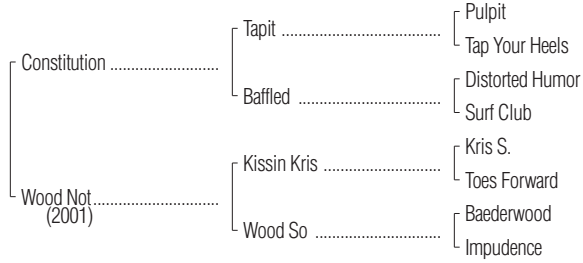 Pulpit
Tapit ........................................
Tap Your Heels
Constitution ..............................
Distorted Humor
Baffled ........................................
Surf Club
Kris S.
Kissin Kris ................................
Toes Forward
Wood Not..................................
(2001)
Baederwood
Wood So ..................................
Impudence